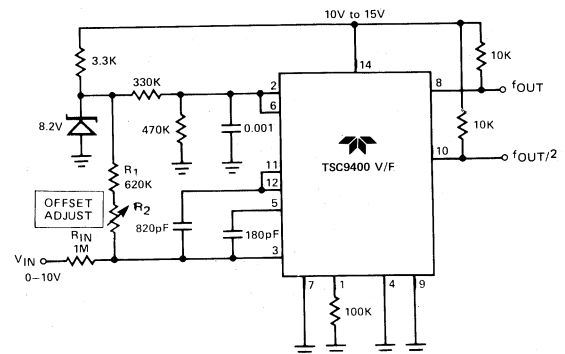 10V to 15V
3.3K
14
10K
330K
2
8
fOUT
6
8.2V
470K
0.001
10K
TSC9400 V/F
10
fOUT/2
R1
620K
11
12
OFFSET
ADJUST
R2
5
820pF
180pF
RIN
1M
3
VIN
0–10V
7
1
4
9
100K